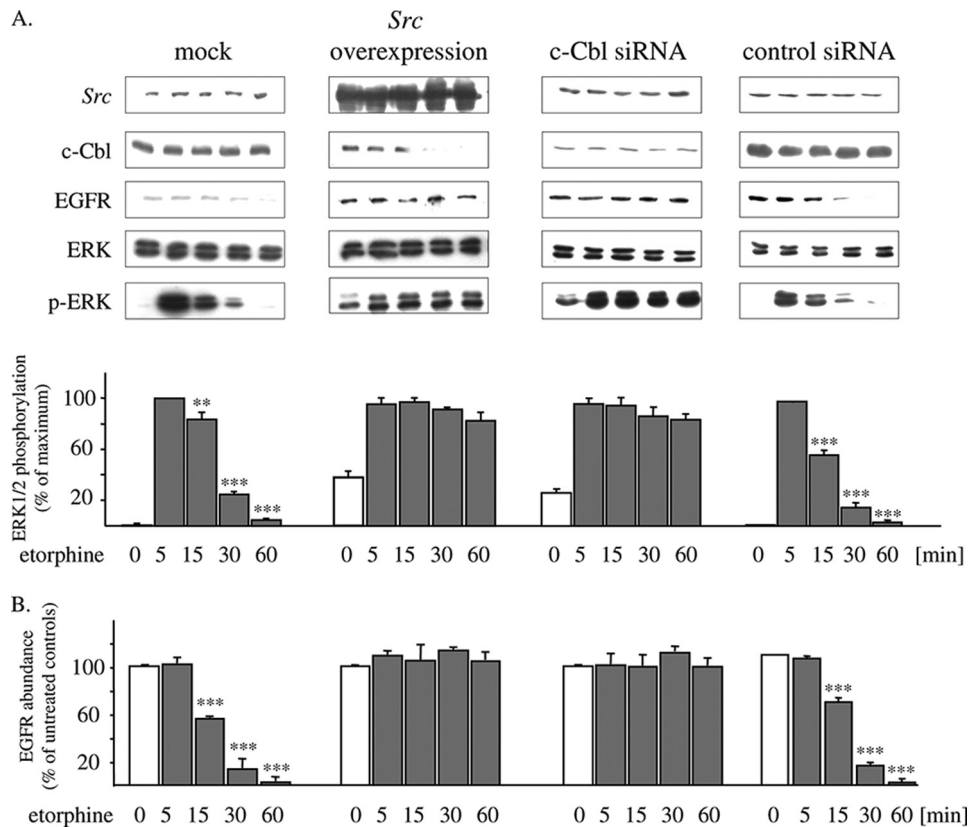 A.
mock
Src
overexpression
c-Cbl siRNA
control siRNA
Src
c-Cbl
EGFR
ERK
p-ERK
ERK1/2 phosphorylation
(% of maximum)
100
60
20
**
***
***
***
***
***
etorphine 0 5 15 30 60 0 5 15 30 60 0 5 15 30 60 0 5 15 30 60 [min]
B.
EGFR abundance
(% of untreated controls)
100
60
20
***
***
***
***
***
***
etorphine 0 5 15 30 60 0 5 15 30 60 0 5 15 30 60 0 5 15 30 60 [min]